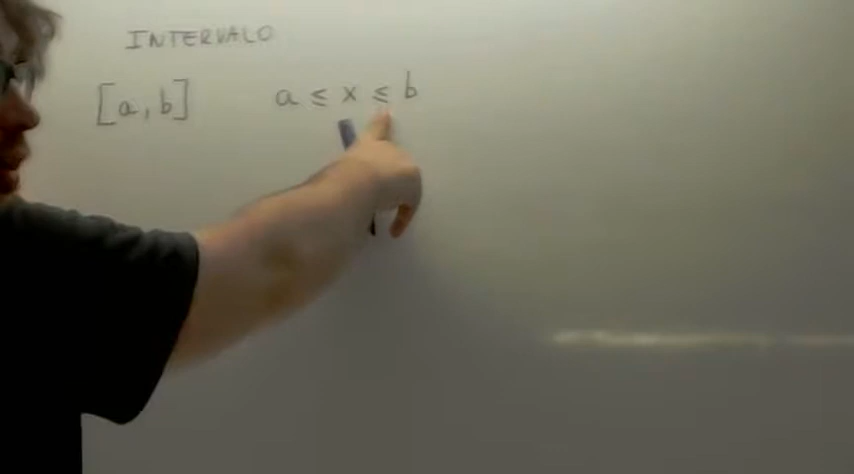 INTERVALO
[a, b] a ≤ x ≤ b